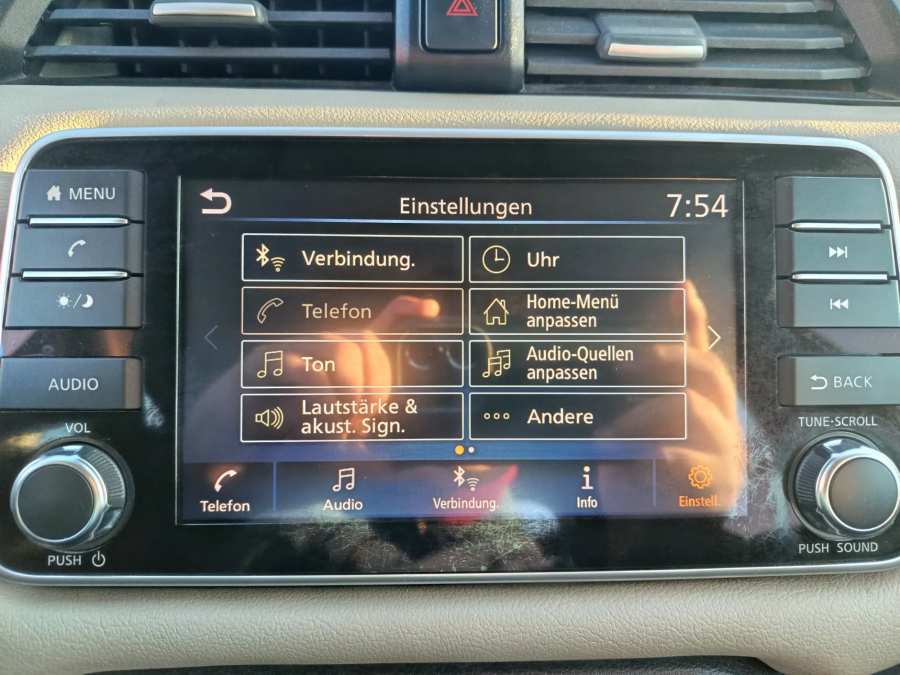 MENU
AUDIO
VOL
PUSH
Einstellungen
7:54
Verbindung.
Uhr
Telefon
Home-Menü
anpassen
Ton
Audio-Quellen
anpassen
Lautstärke &
akust. Sign.
Andere
Telefon
Audio
Verbindung.
Info
Einstell.
BACK
TUNE·SCROLL
PUSH SOUND